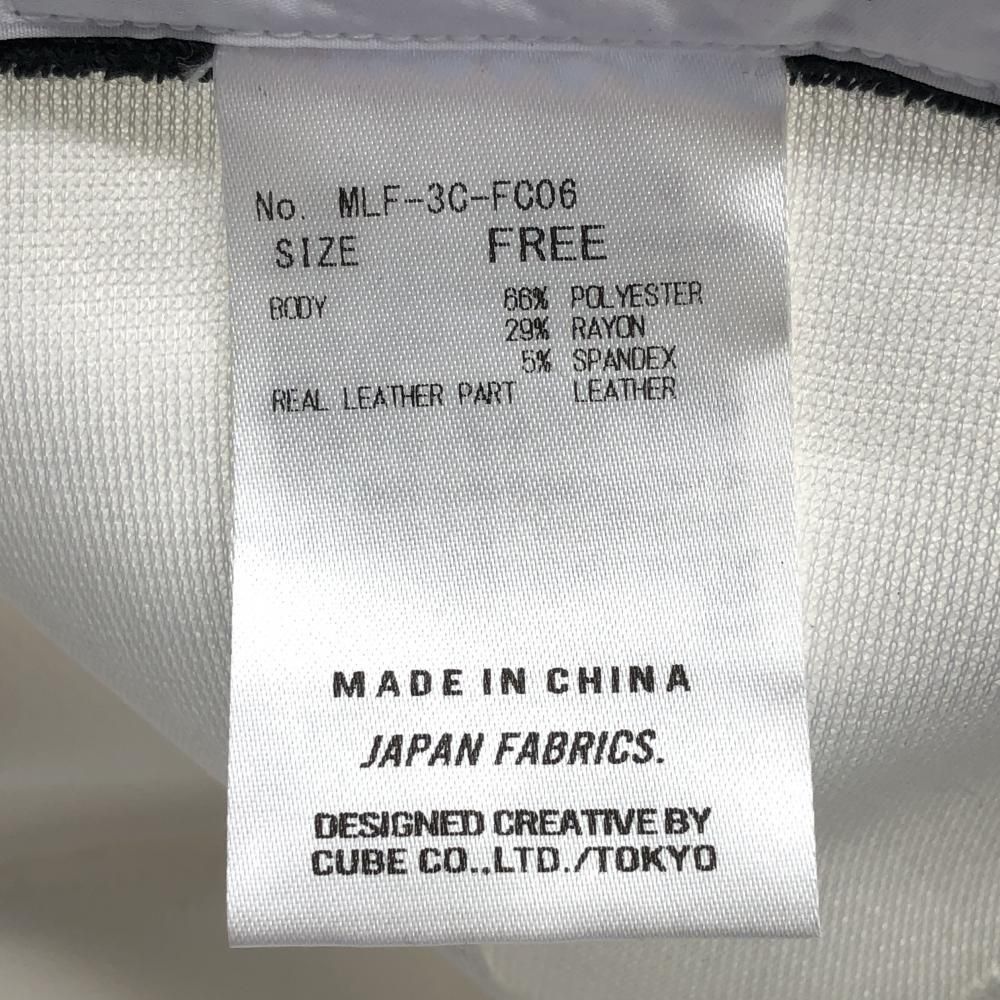 No. MLF-3C-FC06
SIZE FREE
BODY 66% POLYESTER
29% RAYON
5% SPANDEX
REAL LEATHER PART LEATHER
MADE IN CHINA
JAPAN FABRICS.
DESIGNED CREATIVE BY
CUBE CO.,LTD./TOKYO